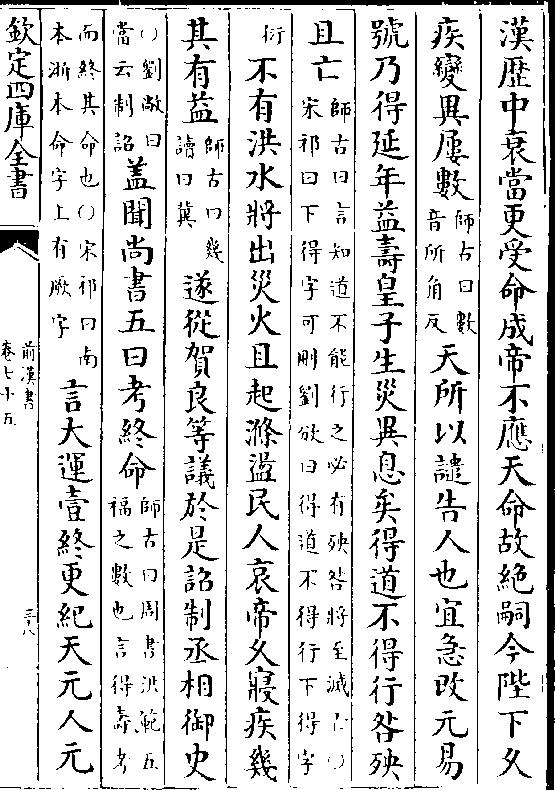 漢歴中衰當更受命成帝不應天命故絶嗣今陛下久
疾變異屢數師古曰數音所角反天所以譴告人也宜急改元易
號乃得延年益壽皇子生災異息矣得道不得行咎殃
且亡師古曰言知道不能行之必有殃咎將至滅亡〇宋祁曰下得字可刪劉攽曰得道不得行下得字
衍不有洪水將出災火且起滌盪民人哀帝久寢疾幾
其有益師古曰幾讀曰冀遂從賀良等議於是詔制丞相御史
〇劉敞曰當云制詔蓋聞尚書五曰考終命師古曰周書洪範五福之數也言得壽考
而終其命也〇宋祁曰南本浙本命字上有厥字言大運壹終更紀天元人元
欽定四庫全書
前漢書
卷七十五
三十八